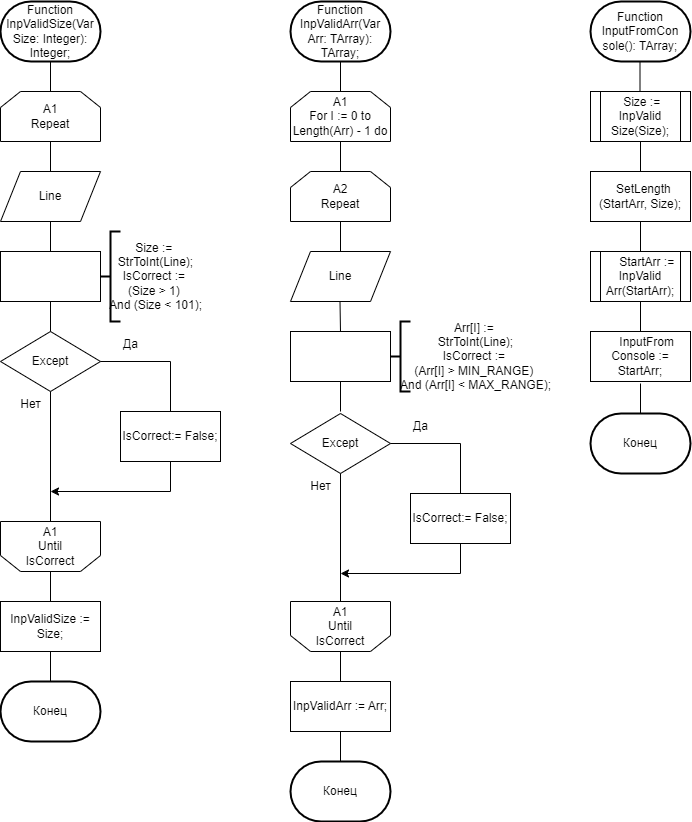 Function
InpValidSize(Var
Size: Integer):
Integer;
A1
Repeat
Line
Size :=
StrToInt(Line);
IsCorrect :=
(Size > 1)
And (Size < 101);
Except
Да
Нет
IsCorrect:= False;
A1
Until
IsCorrect
InpValidSize :=
Size;
Конец
Function
InpValidArr(Var
Arr: TArray):
TArray;
A1
For I := 0 to
Length(Arr) - 1 do
A2
Repeat
Line
Arr[I] :=
StrToInt(Line);
IsCorrect :=
(Arr[I] > MIN_RANGE)
And (Arr[I] < MAX_RANGE);
Except
Да
Нет
IsCorrect:= False;
A1
Until
IsCorrect
InpValidArr := Arr;
Конец
Function
InputFromCon
sole(): TArray;
Size :=
InpValid
Size(Size);
SetLength
(StartArr, Size);
StartArr :=
InpValid
Arr(StartArr);
InputFrom
Console :=
StartArr;
Конец